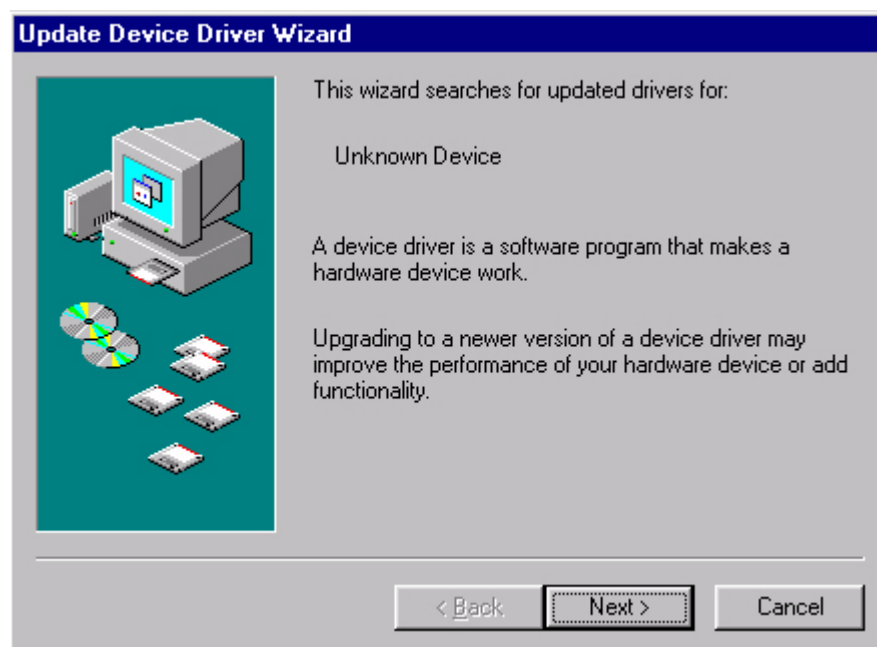 Update Device Driver Wizard
This wizard searches for updated drivers for:
Unknown Device
A device driver is a software program that makes a
hardware device work.
Upgrading to a newer version of a device driver may
improve the performance of your hardware device or add
functionality.
< Back Next > Cancel